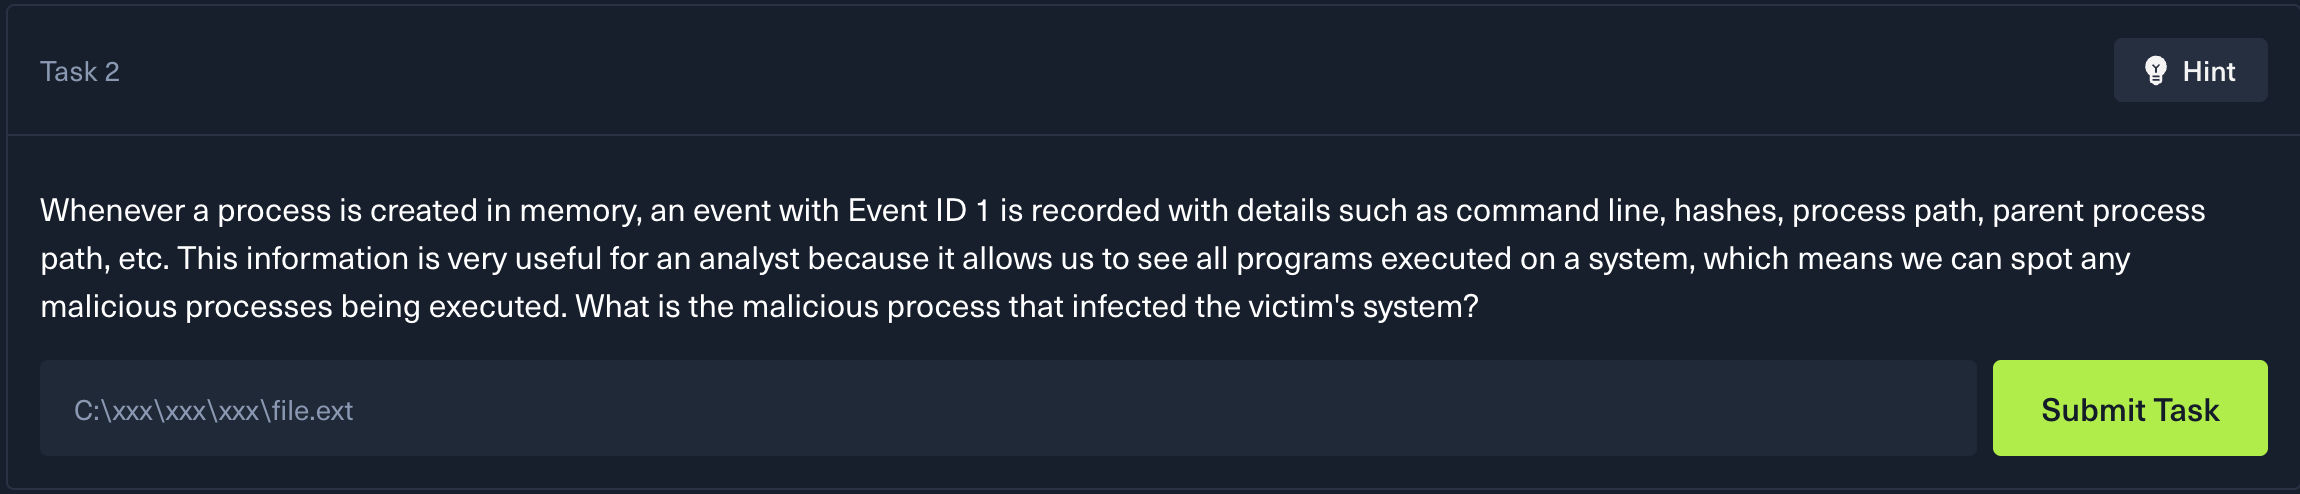 Task 2
Hint
Whenever a process is created in memory, an event with Event ID 1 is recorded with details such as command line, hashes, process path, parent process
path, etc. This information is very useful for an analyst because it allows us to see all programs executed on a system, which means we can spot any
malicious processes being executed. What is the malicious process that infected the victim's system?
C:\xxx\xxx\xxx\file.ext
Submit Task